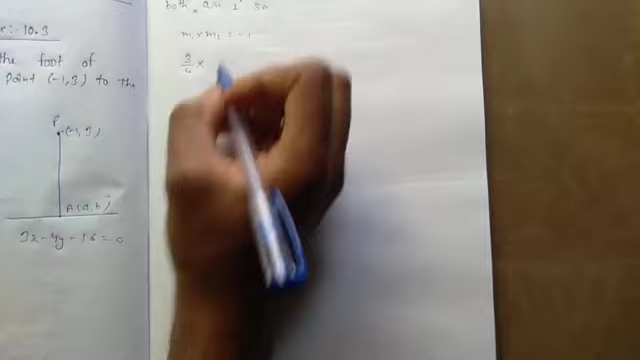 r:-10.3
the foot of
point (-1,3) to the
P
(-1,3)
A(a,b)
3x-4y-16=0
both are so
m₁ × m₂ = -1
3/4 ×